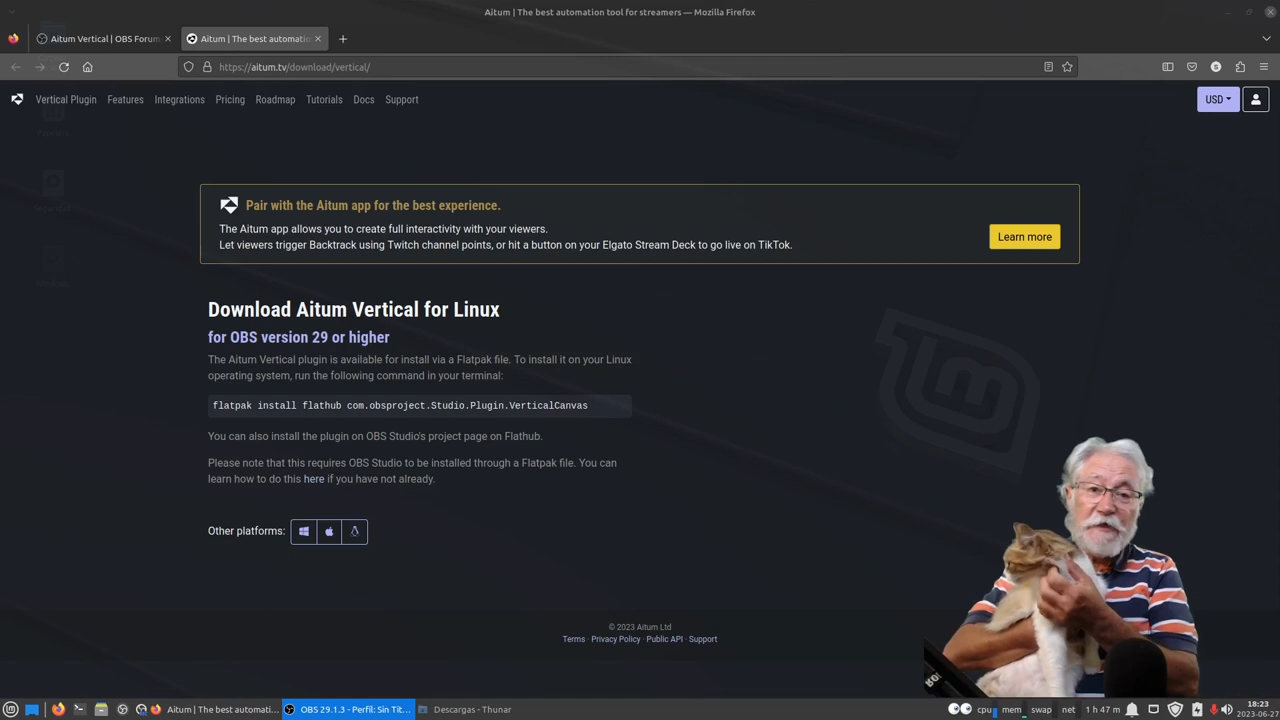 Aitum | The best automation tool for streamers — Mozilla Firefox
Aitum Vertical | OBS Forum
Aitum | The best automatio
https://aitum.tv/download/vertical/
Vertical Plugin Features Integrations Pricing Roadmap Tutorials Docs Support
USD
Pair with the Aitum app for the best experience.
The Aitum app allows you to create full interactivity with your viewers.
Let viewers trigger Backtrack using Twitch channel points, or hit a button on your Elgato Stream Deck to go live on TikTok.
Learn more
Download Aitum Vertical for Linux
for OBS version 29 or higher
The Aitum Vertical plugin is available for install via a Flatpak file. To install it on your Linux
operating system, run the following command in your terminal:
flatpak install flathub com.obsproject.Studio.Plugin.VerticalCanvas
You can also install the plugin on OBS Studio's project page on Flathub.
Please note that this requires OBS Studio to be installed through a Flatpak file. You can
learn how to do this here if you have not already.
Other platforms:
© 2023 Aitum Ltd
Terms · Privacy Policy · Public API · Support
Aitum | The best automati...
OBS 29.1.3 - Perfil: Sin Tít...
Descargas - Thunar
cpu mem swap net
1 h 47 m
18:23
2023-06-27